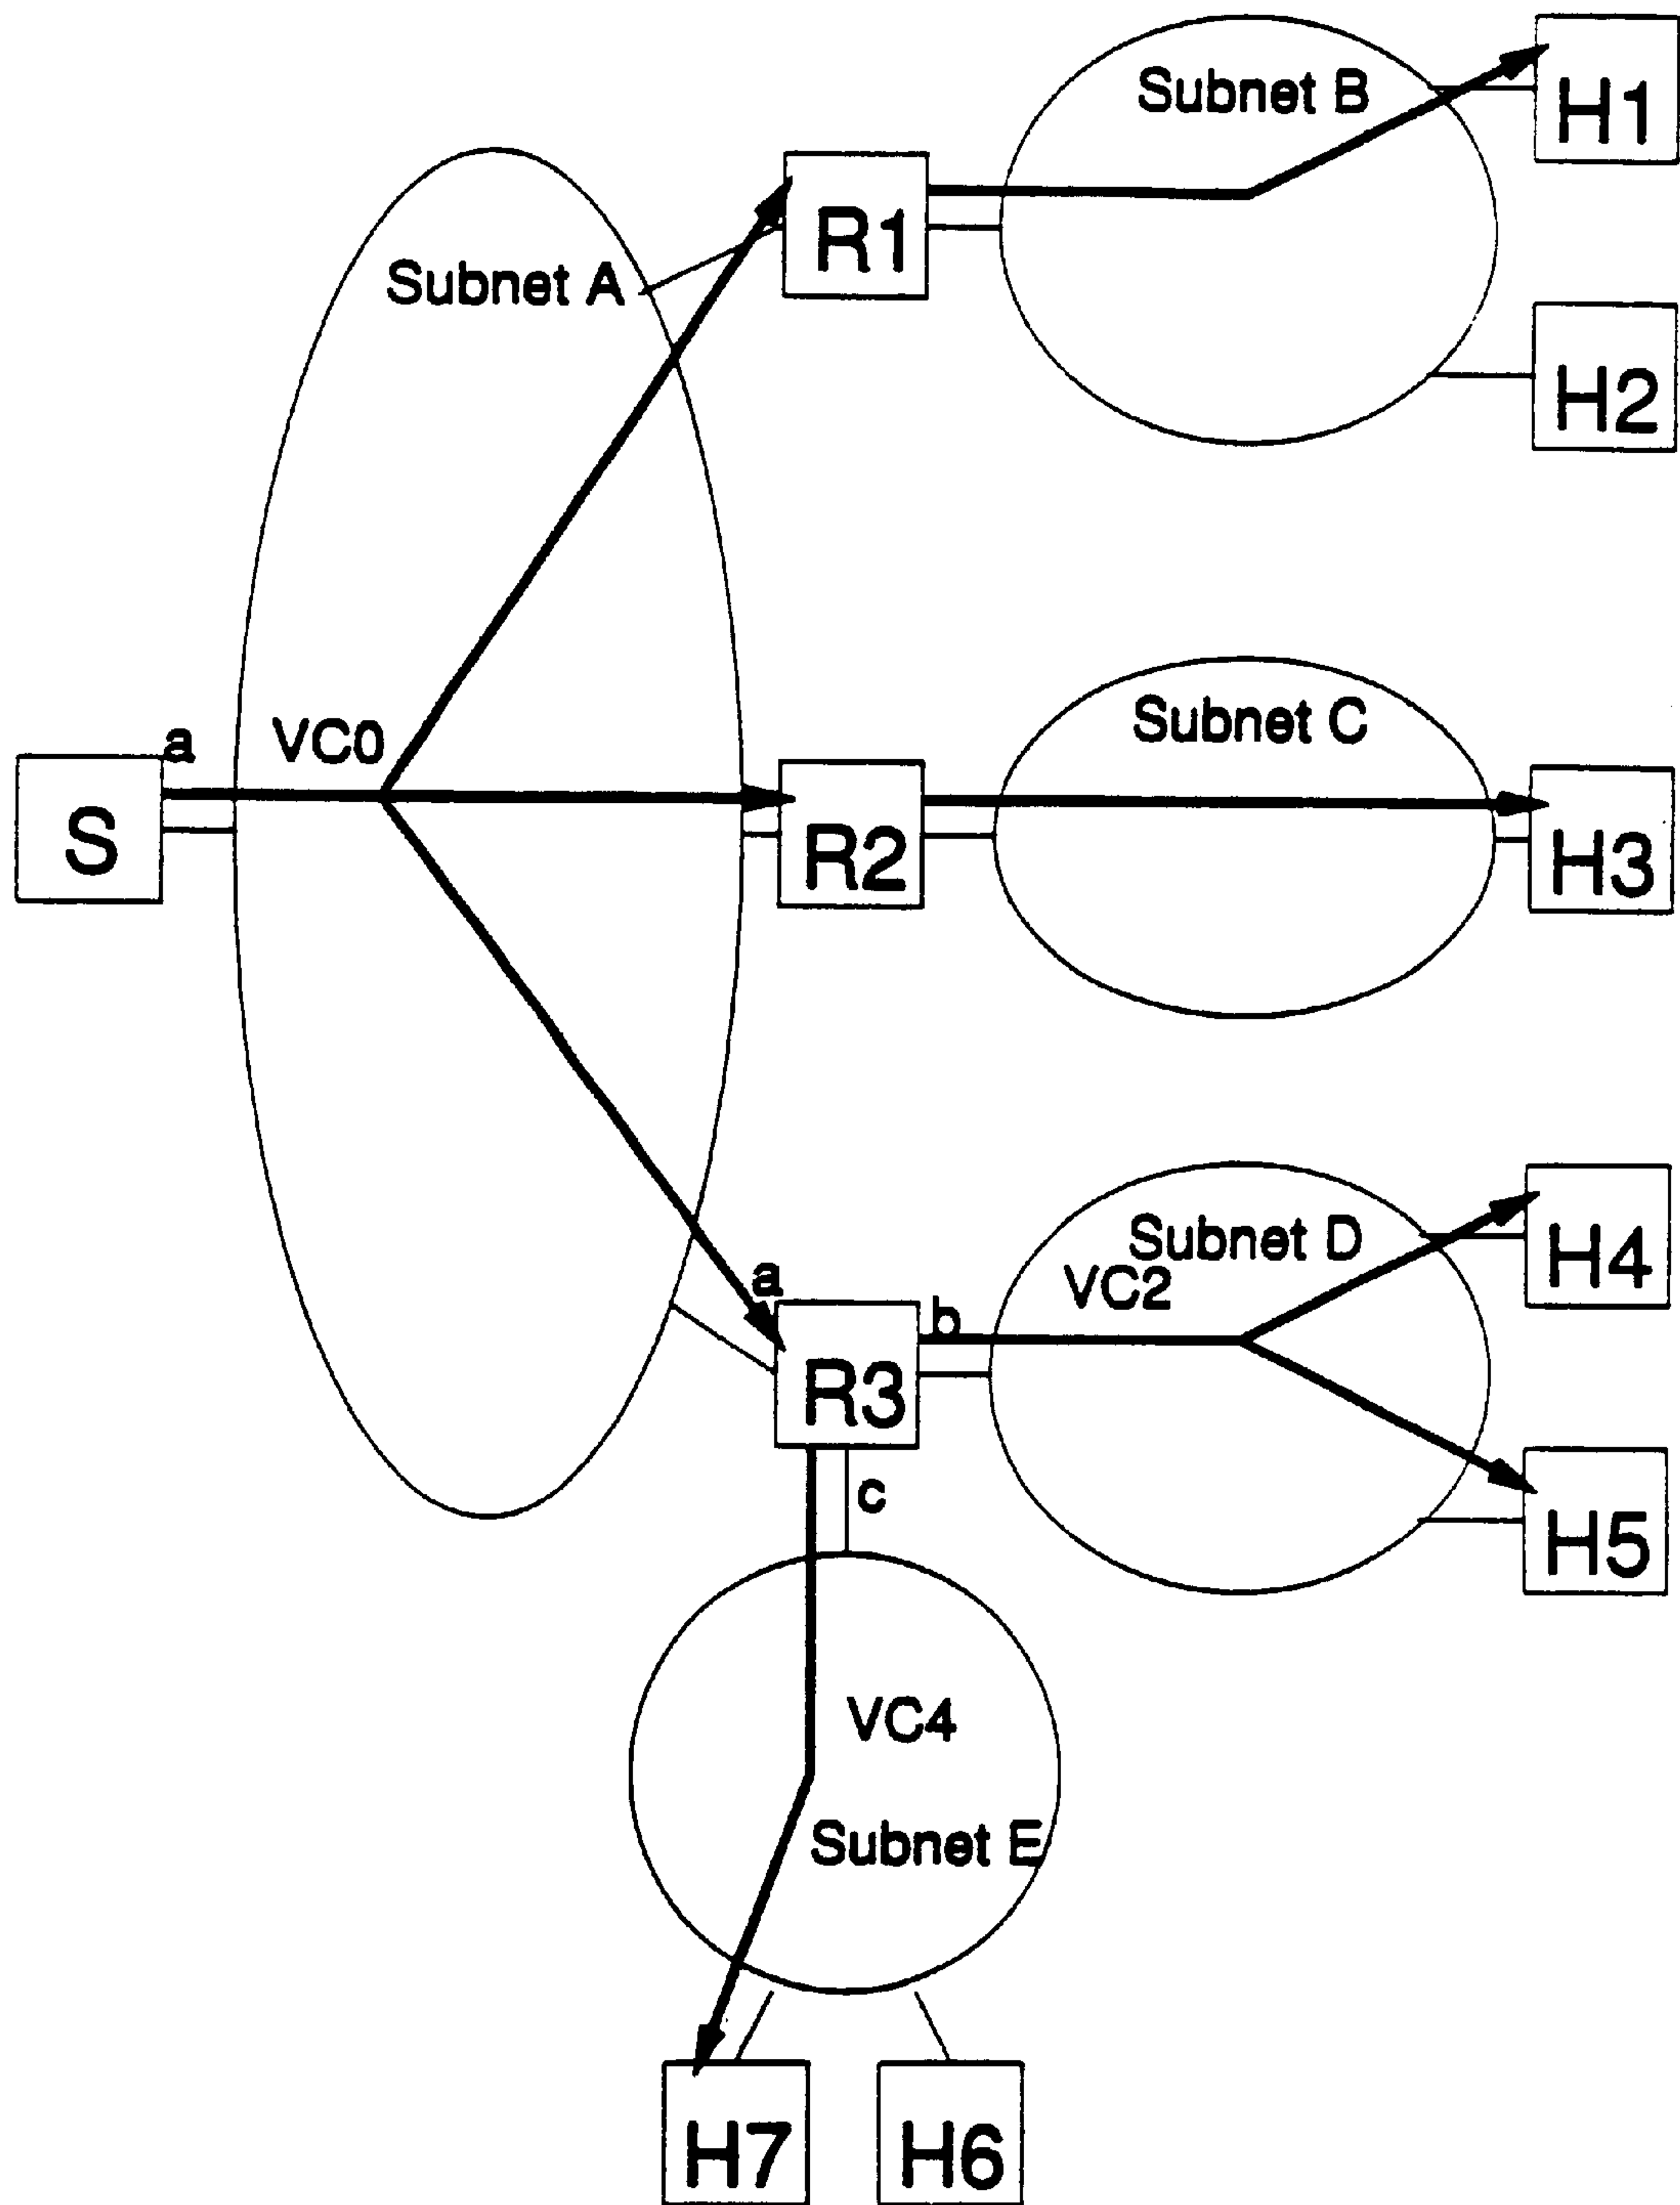 Subnet B
H1
R1
Subnet A
H2
VC0
a
S
Subnet C
R2
H3
Subnet D
VC2
H4
a
b
R3
c
H5
VC4
Subnet E
H7
H6